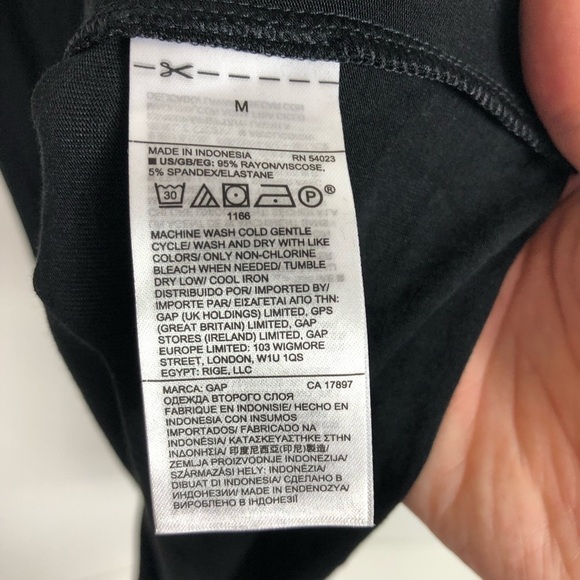 M
MADE IN INDONESIA RN 54023
■ US/GB/EG: 95% RAYON/VISCOSE,
5% SPANDEX/ELASTANE
30 P ®
1166
MACHINE WASH COLD GENTLE
CYCLE/ WASH AND DRY WITH LIKE
COLORS/ ONLY NON-CHLORINE
BLEACH WHEN NEEDED/ TUMBLE
DRY LOW/ COOL IRON
DISTRIBUIDO POR/ IMPORTED BY/
IMPORTE PAR/ ΕΙΣΑΓΕΤΑΙ ΑΠΟ ΤΗΝ:
GAP (UK HOLDINGS) LIMITED, GPS
(GREAT BRITAIN) LIMITED, GAP
STORES (IRELAND) LIMITED, GAP
EUROPE LIMITED: 103 WIGMORE
STREET, LONDON, W1U 1QS
EGYPT: RIGE, LLC
MARCA: GAP CA 17897
ОДЕЖДА ВТОРОГО СЛОЯ
FABRIQUE EN INDONESIE/ HECHO EN
INDONESIA CON INSUMOS
IMPORTADOS/ FABRICADO NA
INDONÉSIA/ ΚΑΤΑΣΚΕΥΑΣΤΗΚΕ ΣΤΗΝ
ΙΝΔΟΝΗΣΙΑ/ 印度尼西亚(印尼)制造/
ZEMLJA PROIZVODNJE INDONEZIJA/
SZÁRMAZÁSI HELY: INDONÉZIA/
DIBUAT DI INDONESIA/ СДЕЛАНО В
ИНДОНЕЗИИ/ MADE IN ENDENOZYA/
ВИРОБЛЕНО В ІНДОНЕЗІЇ